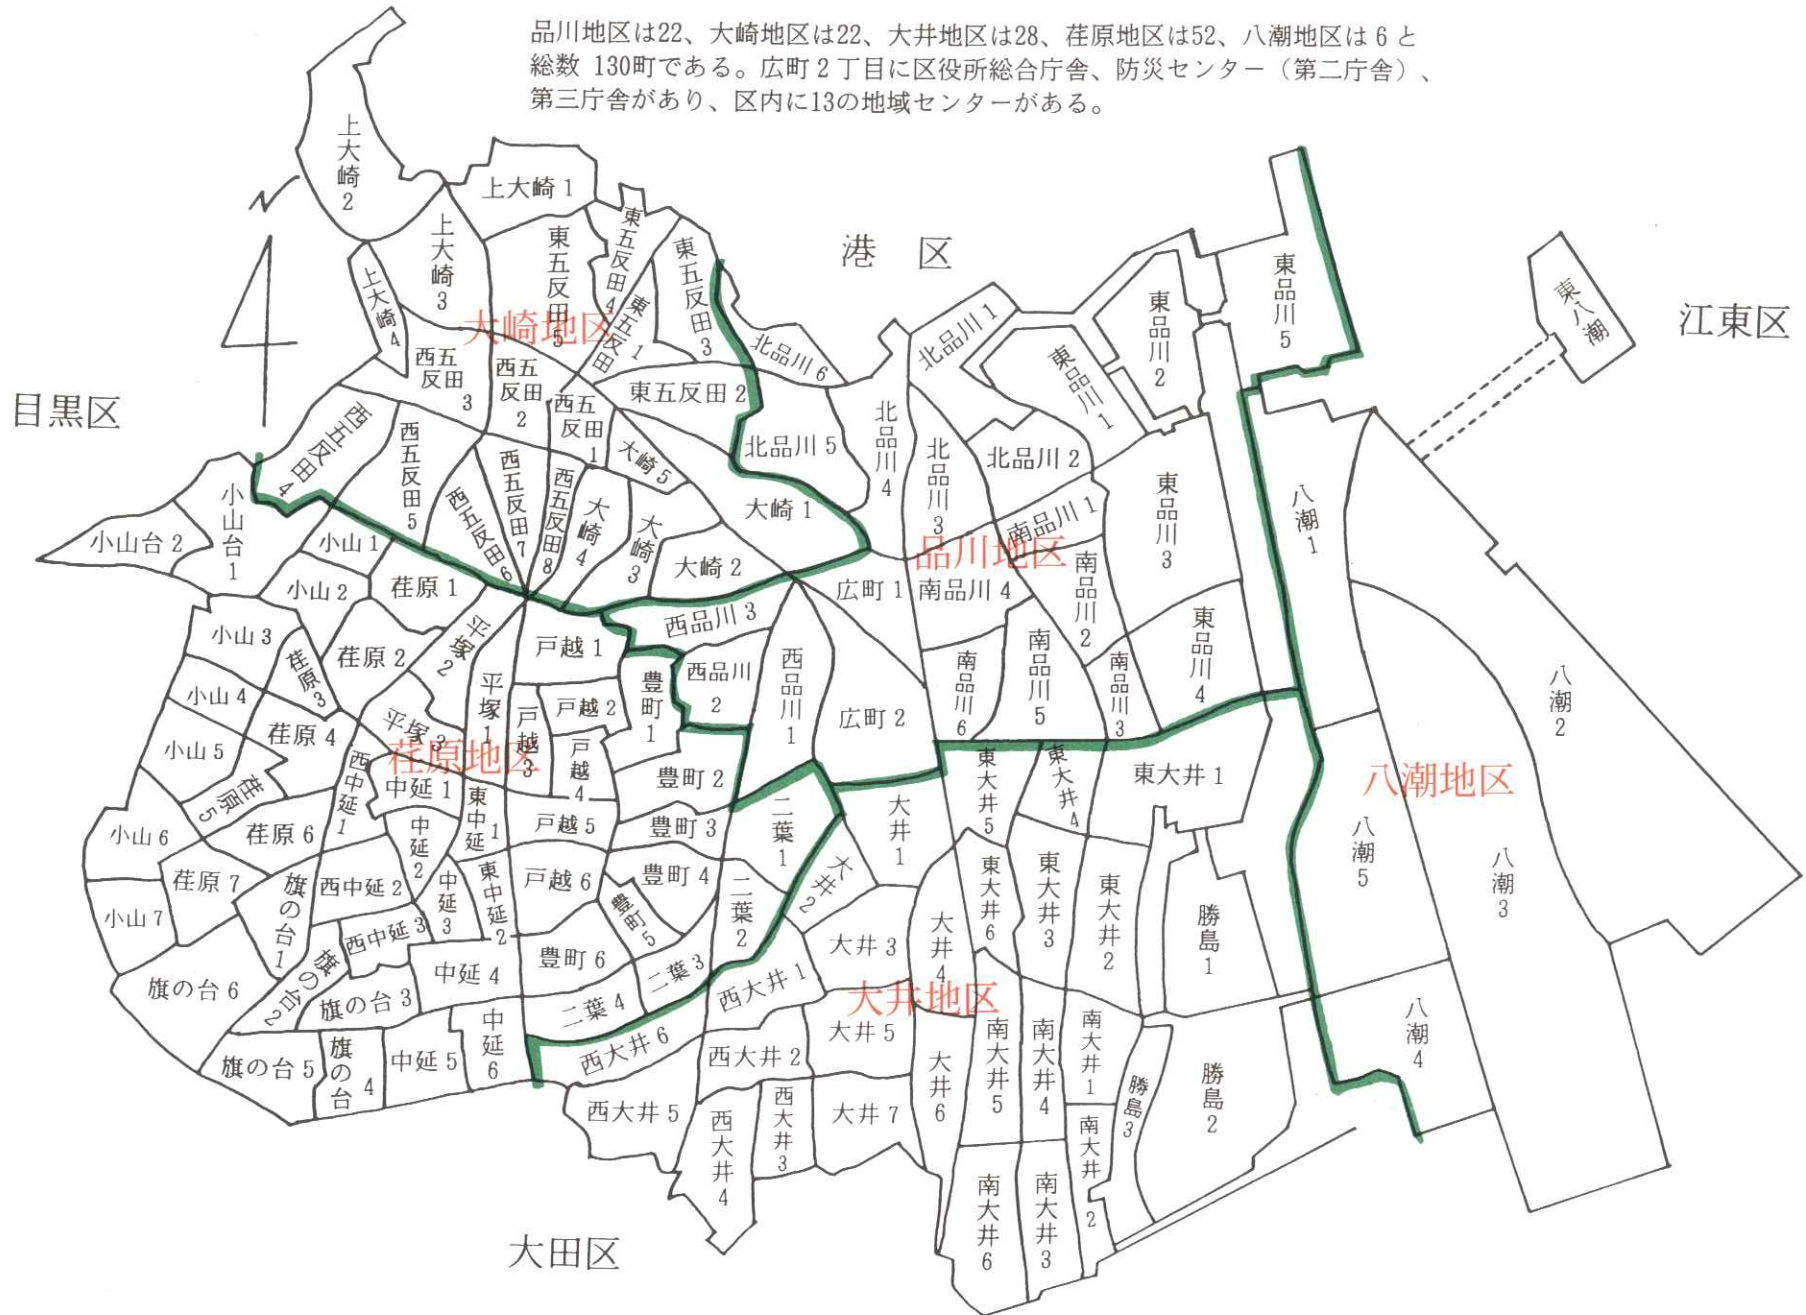 品川地区は22、大崎地区は22、大井地区は28、荏原地区は52、八潮地区は6と
総数 130町である。広町2丁目に区役所総合庁舎、防災センター（第二庁舎）、
第三庁舎があり、区内に13の地域センターがある。
上大崎2
上大崎1
上大崎3
上大崎4
東五反田5
東五反田4
東五反田1
東五反田3
東五反田2
大崎地区
港 区
江東区
目黒区
西五反田3
西五反田2
西五反田1
西五反田4
西五反田5
西五反田6
西五反田7
西五反田8
大崎5
大崎4
大崎3
大崎2
大崎1
北品川6
北品川5
北品川4
北品川3
北品川1
北品川2
東品川1
東品川2
東品川5
東品川3
東品川4
東八潮
品川地区
南品川1
南品川2
南品川4
南品川6
南品川5
南品川3
広町1
広町2
西品川3
西品川2
西品川1
小山台2
小山台1
小山1
小山2
小山3
小山4
小山5
小山6
小山7
荏原1
荏原2
荏原3
荏原4
荏原5
荏原6
荏原7
平塚2
平塚1
平塚3
荏原地区
戸越1
戸越2
戸越3
戸越4
戸越5
戸越6
豊町1
豊町2
豊町3
豊町4
豊町5
豊町6
西中延1
西中延2
西中延3
中延1
中延2
中延3
中延4
中延5
中延6
東中延1
東中延2
旗の台1
旗の台2
旗の台3
旗の台4
旗の台5
旗の台6
二葉1
二葉2
二葉3
二葉4
大井地区
大井1
大井2
大井3
大井4
大井5
大井6
大井7
西大井1
西大井2
西大井3
西大井4
西大井5
西大井6
東大井5
東大井4
東大井1
東大井6
東大井3
東大井2
南大井5
南大井4
南大井1
南大井2
南大井6
南大井3
勝島1
勝島2
勝島3
八潮地区
八潮1
八潮2
八潮3
八潮5
八潮4
大田区